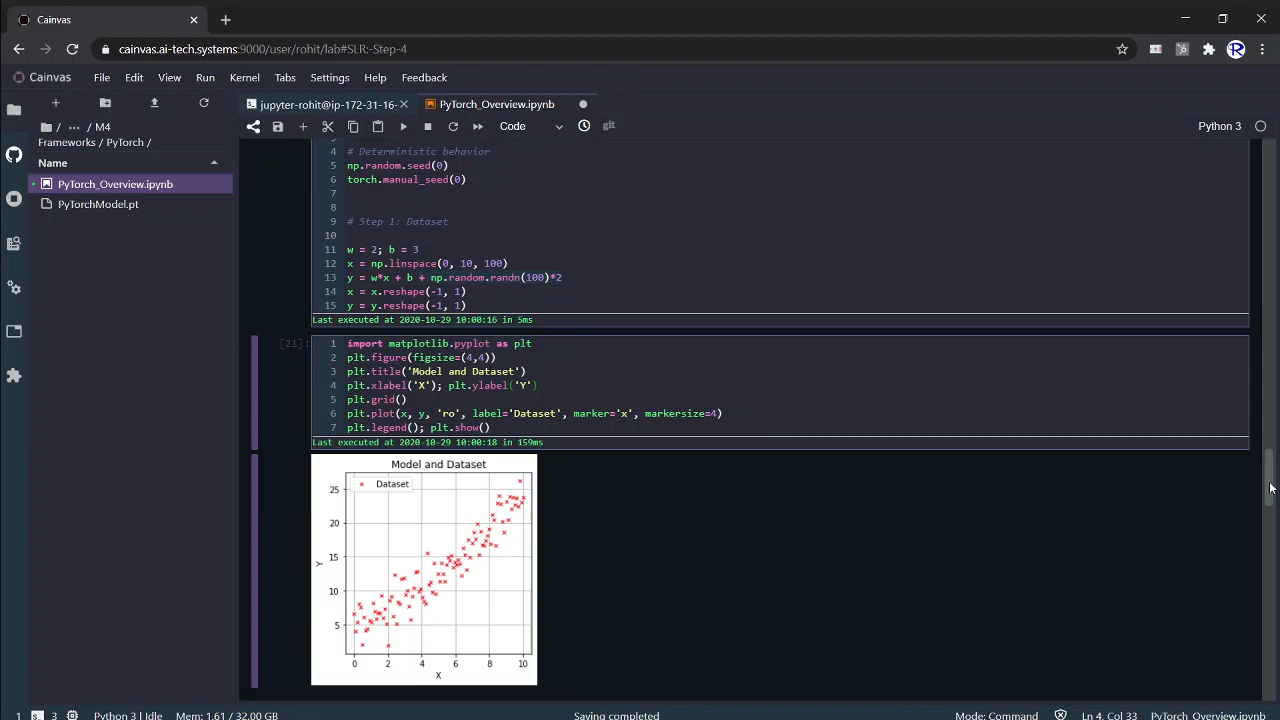 Cainvas
cainvas.ai-tech.systems:9000/user/rohit/lab#SLR:-Step-4
Cainvas File Edit View Run Kernel Tabs Settings Help Feedback
jupyter-rohit@ip-172-31-16-
PyTorch_Overview.ipynb
/ ... / M4
Frameworks / PyTorch /
Name
PyTorch_Overview.ipynb
PyTorchModel.pt
Code
git
Python 3
4 # Deterministic behavior
5 np.random.seed(0)
6 torch.manual_seed(0)
7
8
9 # Step 1: Dataset
10
11 w = 2; b = 3
12 x = np.linspace(0, 10, 100)
13 y = w*x + b + np.random.randn(100)*2
14 x = x.reshape(-1, 1)
15 y = y.reshape(-1, 1)
Last executed at 2020-10-29 10:00:16 in 5ms
[21]:
1 import matplotlib.pyplot as plt
2 plt.figure(figsize=(4,4))
3 plt.title('Model and Dataset')
4 plt.xlabel('X'); plt.ylabel('Y')
5 plt.grid()
6 plt.plot(x, y, 'ro', label='Dataset', marker='x', markersize=4)
7 plt.legend(); plt.show()
Last executed at 2020-10-29 10:00:18 in 159ms
Model and Dataset
Dataset
25
20
15
10
5
Y
0 2 4 6 8 10
X
1 3 Python 3 | Idle Mem: 1.61 / 32.00 GB Saving completed Mode: Command Ln 4, Col 33 PyTorch_Overview.ipynb